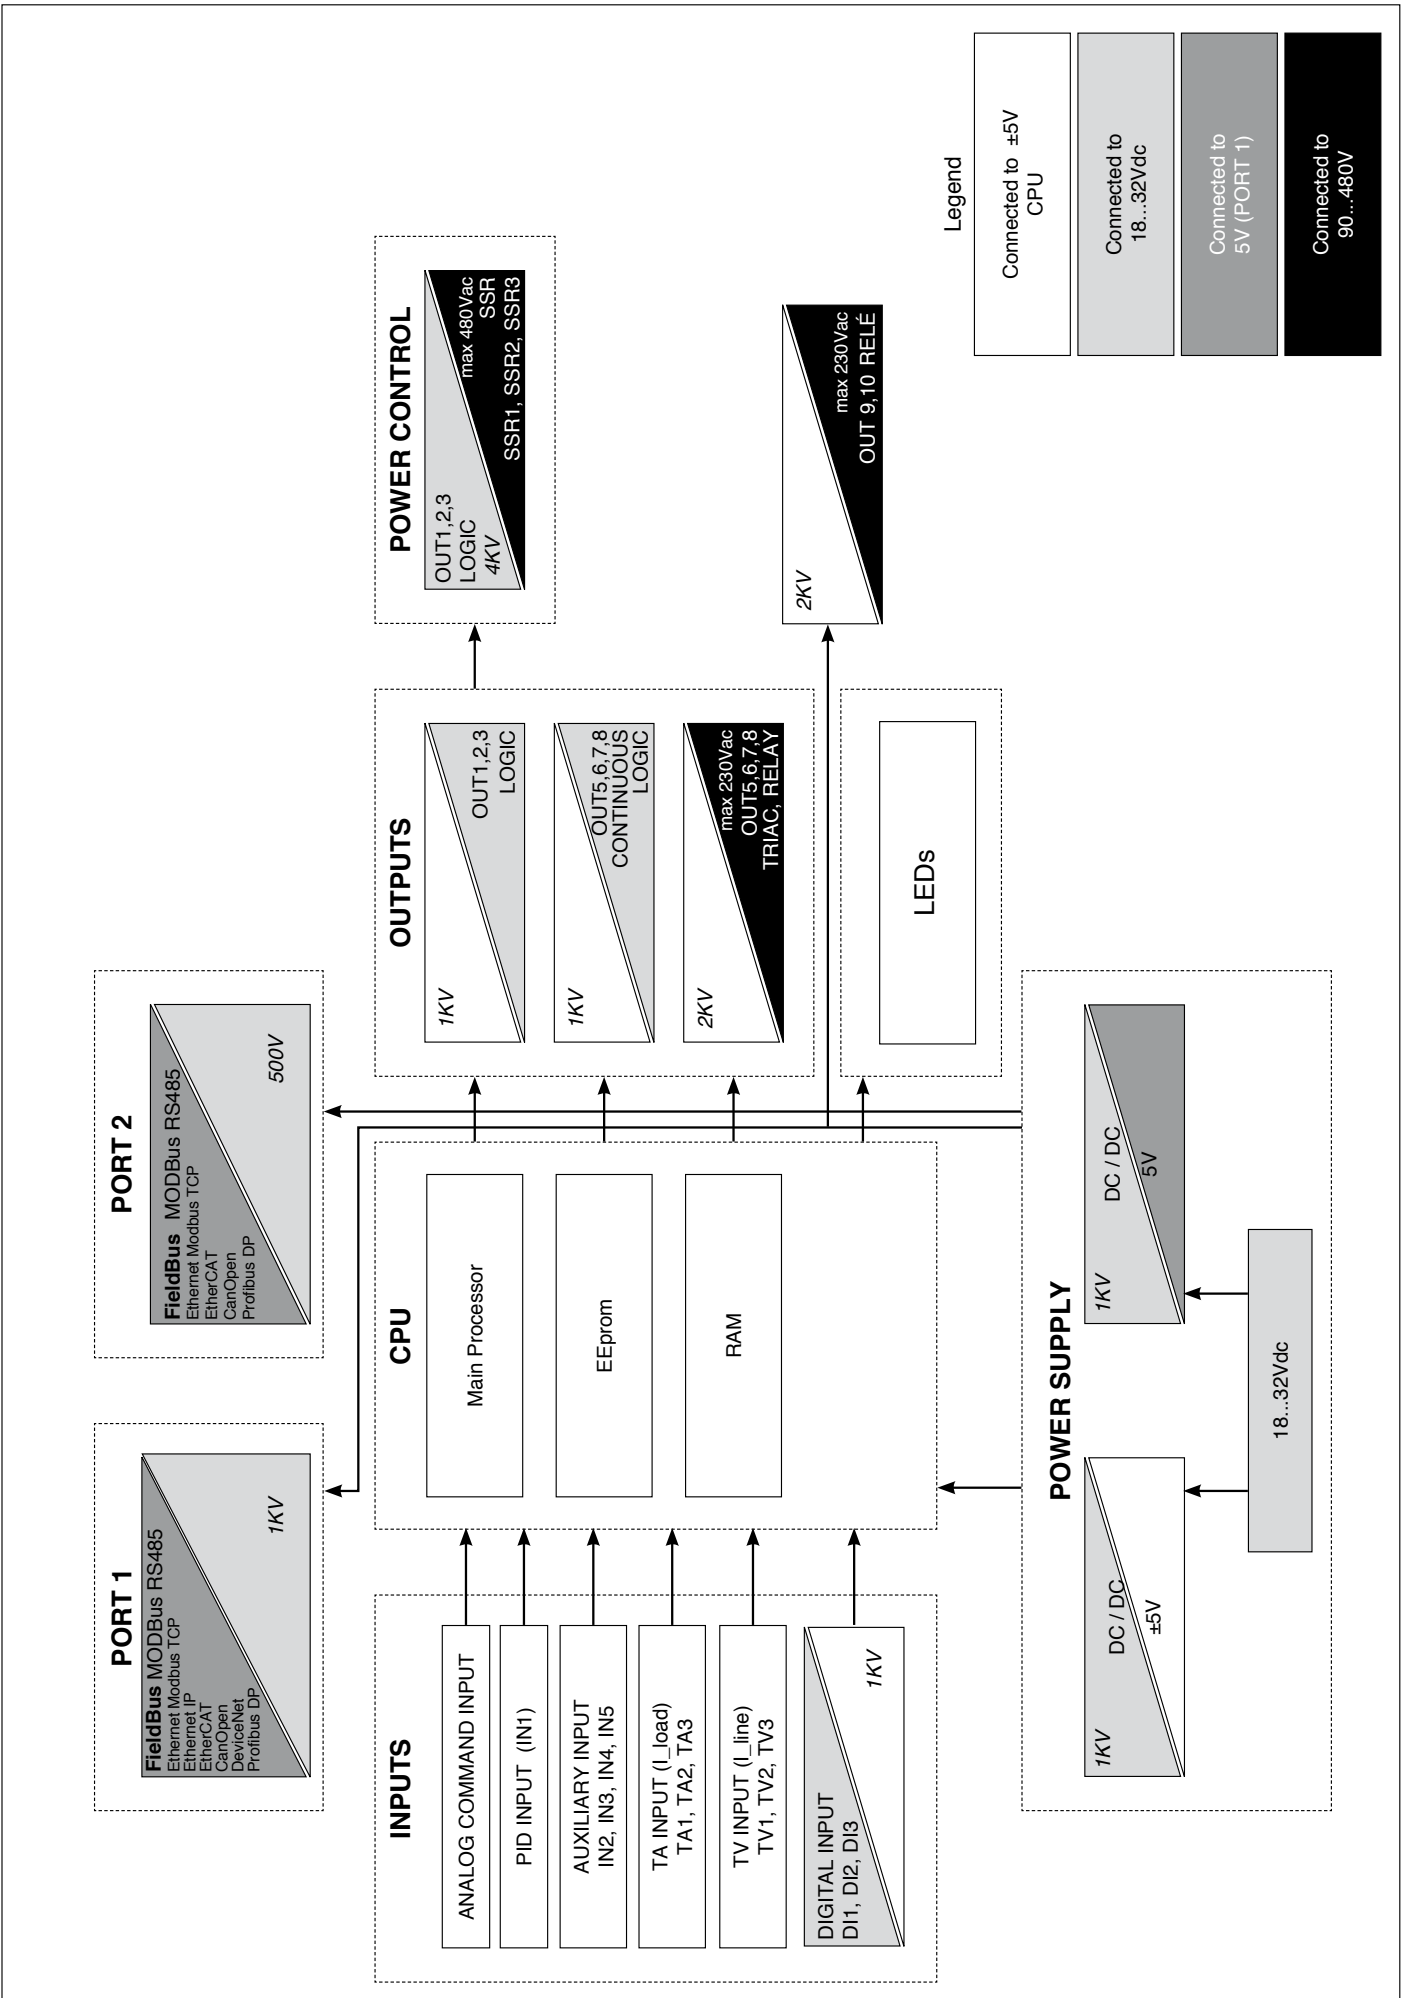 PORT 1
FieldBus MODBus RS485
Ethernet Modbus TCP
Ethernet IP
EtherCAT
CanOpen
DeviceNet
Profibus DP
1KV
PORT 2
FieldBus MODBus RS485
Ethernet Modbus TCP
EtherCAT
CanOpen
Profibus DP
500V
INPUTS
ANALOG COMMAND INPUT
PID INPUT (IN1)
AUXILIARY INPUT
IN2, IN3, IN4, IN5
TA INPUT (I_load)
TA1, TA2, TA3
TV INPUT (I_line)
TV1, TV2, TV3
DIGITAL INPUT
DI1, DI2, DI3
1KV
CPU
Main Processor
EEprom
RAM
OUTPUTS
1KV
OUT1,2,3
LOGIC
1KV
OUT5,6,7,8
CONTINUOUS
LOGIC
2KV
max 230Vac
OUT5,6,7,8
TRIAC, RELAY
LEDs
POWER CONTROL
OUT1,2,3
LOGIC
4KV
max 480Vac
SSR
SSR1, SSR2, SSR3
2KV
max 230Vac
OUT 9,10 RELÉ
POWER SUPPLY
1KV
DC / DC
±5V
1KV
DC / DC
5V
18...32Vdc
Legend
Connected to ±5V
CPU
Connected to
18...32Vdc
Connected to
5V (PORT 1)
Connected to
90...480V